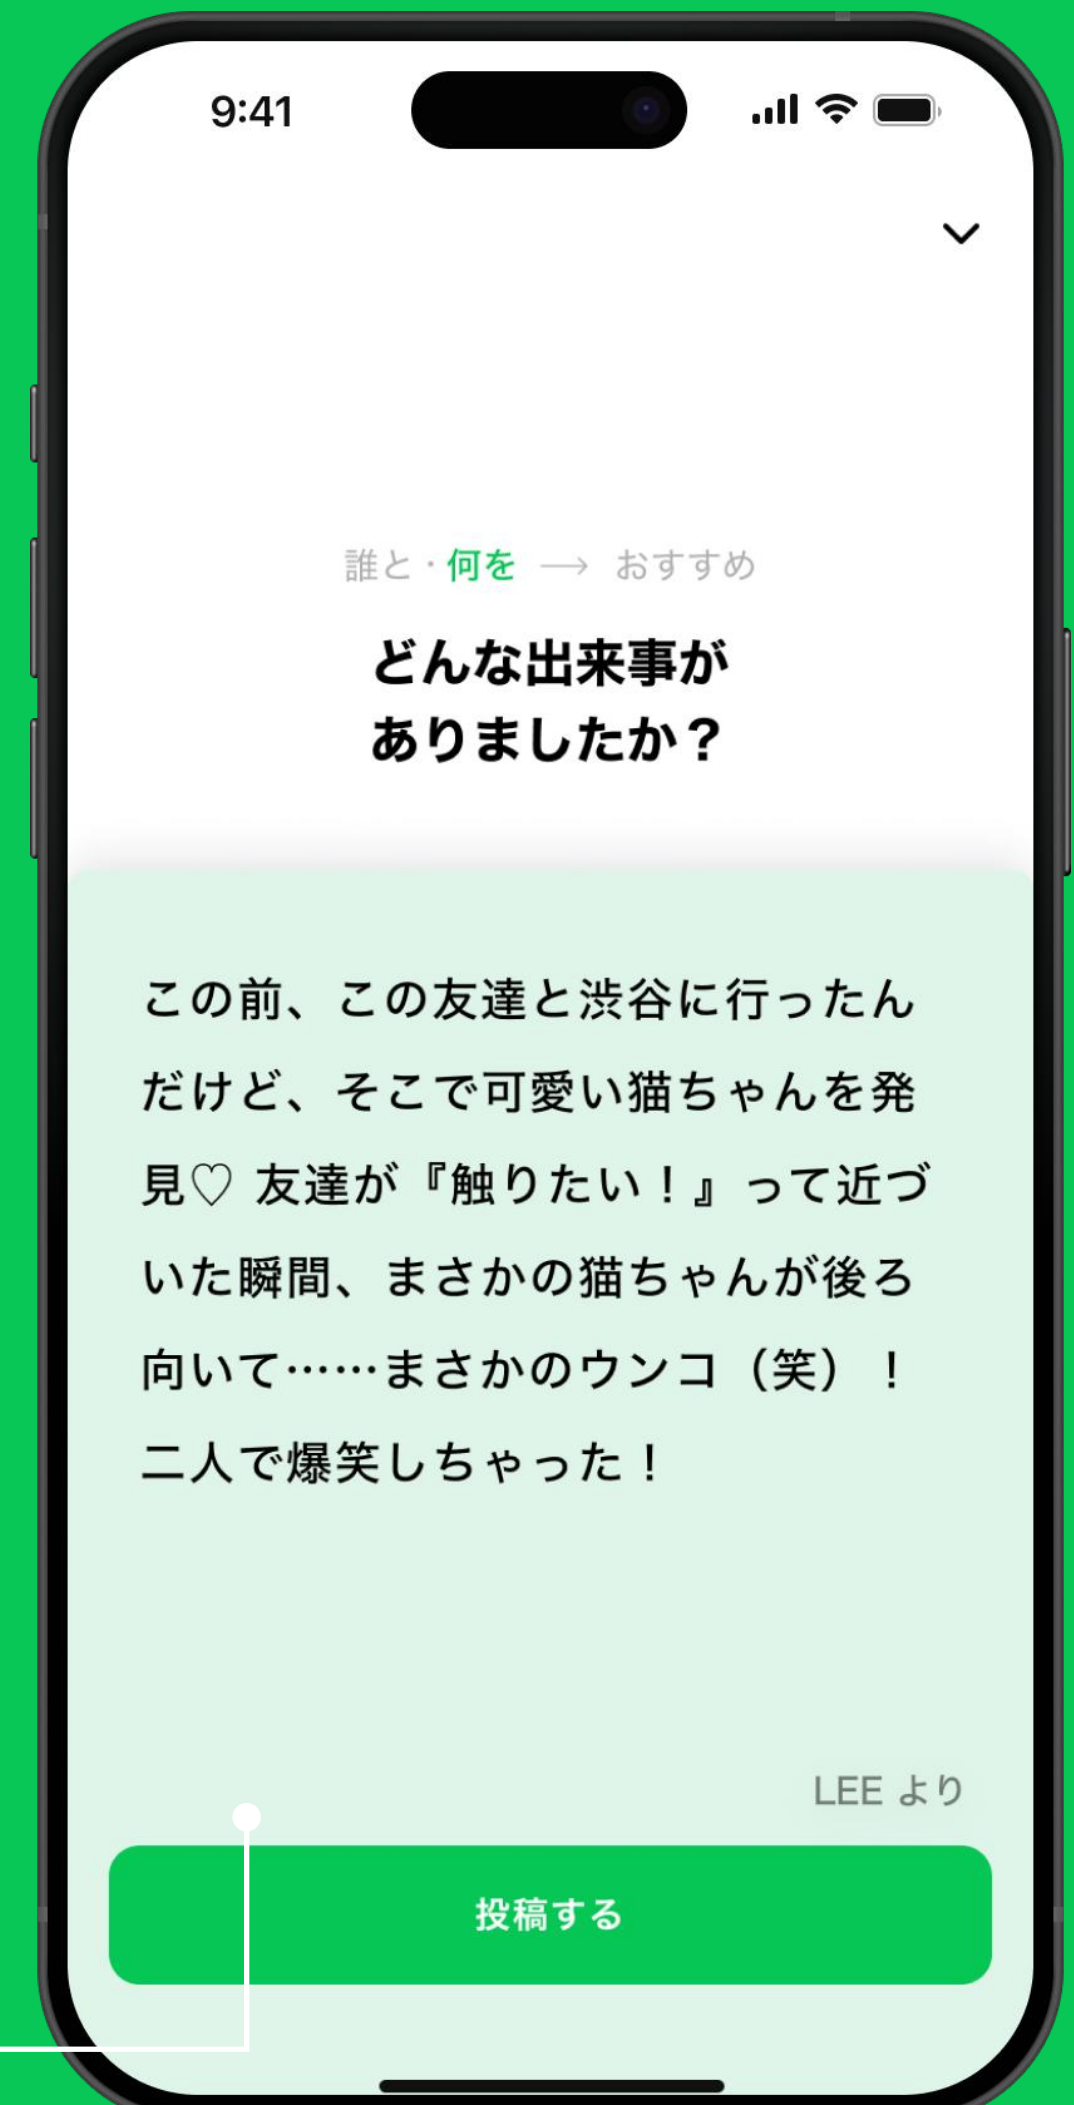 9:41
誰と・何を → おすすめ
どんな出来事が
ありましたか？
この前、この友達と渋谷に行ったん
だけど、そこで可愛い猫ちゃんを発
見♡ 友達が『触りたい！』って近づ
いた瞬間、まさかの猫ちゃんが後ろ
向いて……まさかのウンコ（笑）！
二人で爆笑しちゃった！
LEE より
投稿する